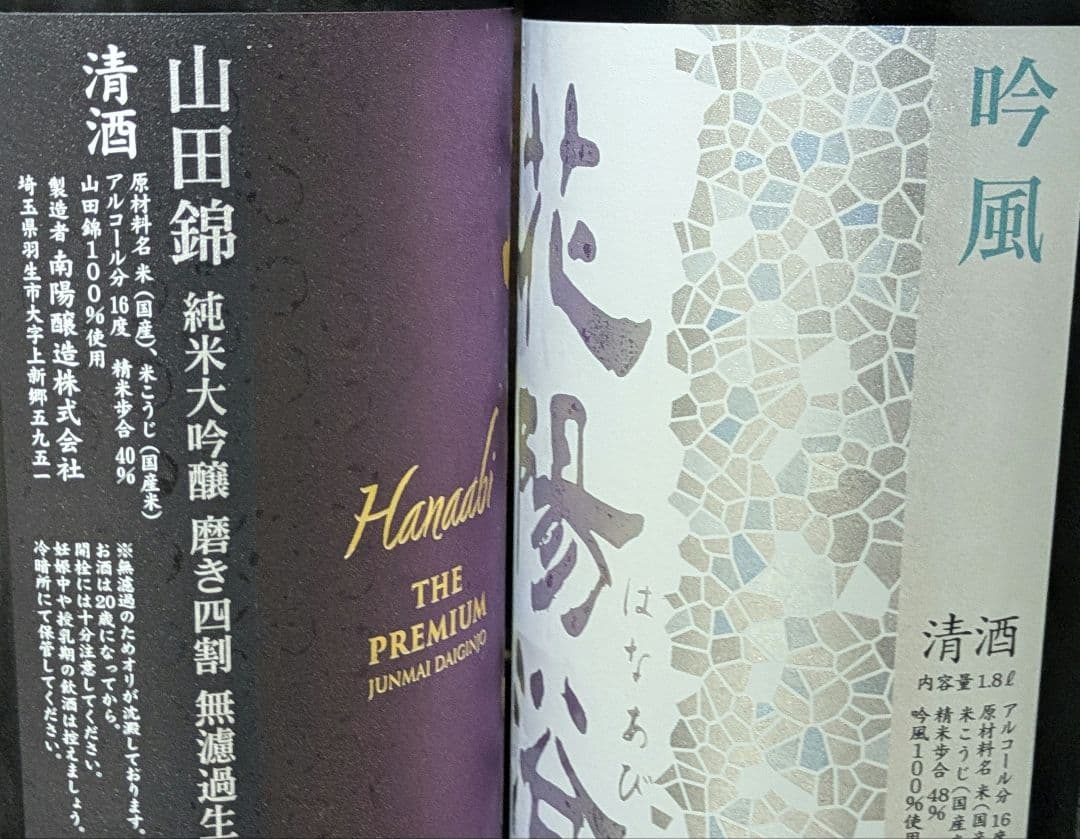 山田錦 純米大吟醸 磨き四割 無濾過生
清酒
原材料名 米(国産)、米こうじ(国産米)
アルコール分 16度 精米歩合 40%
山田錦100%使用
製造者 南陽醸造株式会社
埼玉県羽生市大字上新郷五九五一
※無濾過のためオリが沈澱しております。
お酒は20歳になってから。
開栓には十分注意してください。
妊娠中や授乳期の飲酒は控えましょう。
冷暗所にて保管してください。
Hanaabi
THE
PREMIUM
JUNMAI DAIGINJO
吟風
花陽浴
はなあび
清酒
内容量 1.8ℓ
アルコール分 16度
原材料名 米(国
米こうじ(国産
精米歩合 48%
吟風100%使用